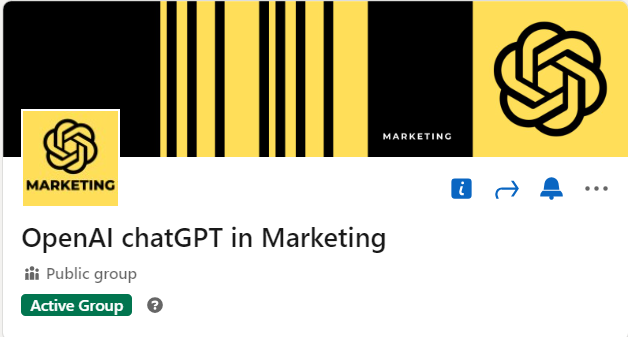 MARKETING
MARKETING
OpenAI chatGPT in Marketing
Public group
Active Group